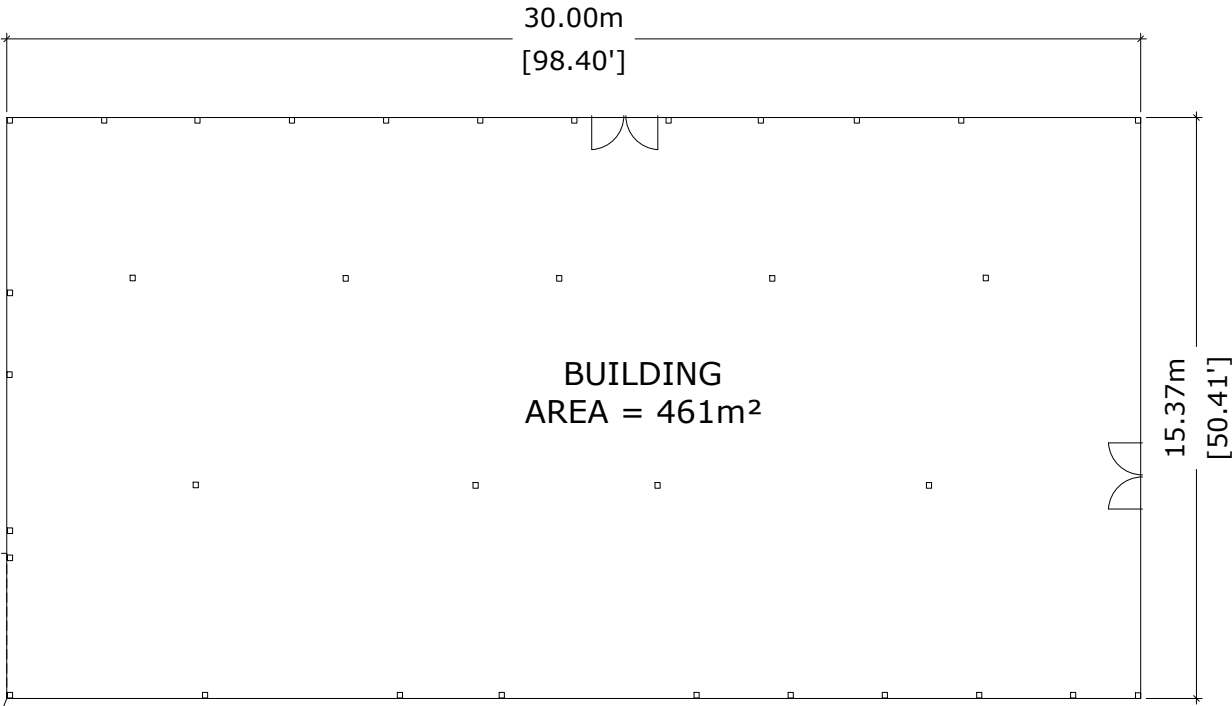 30.00m
[98.40']
BUILDING
AREA = 461m²
15.37m
[50.41']